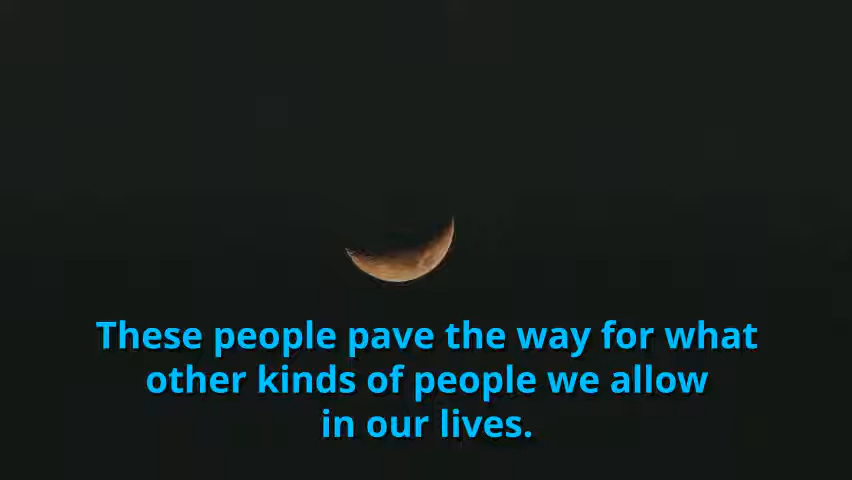 These people pave the way for what
other kinds of people we allow
in our lives.